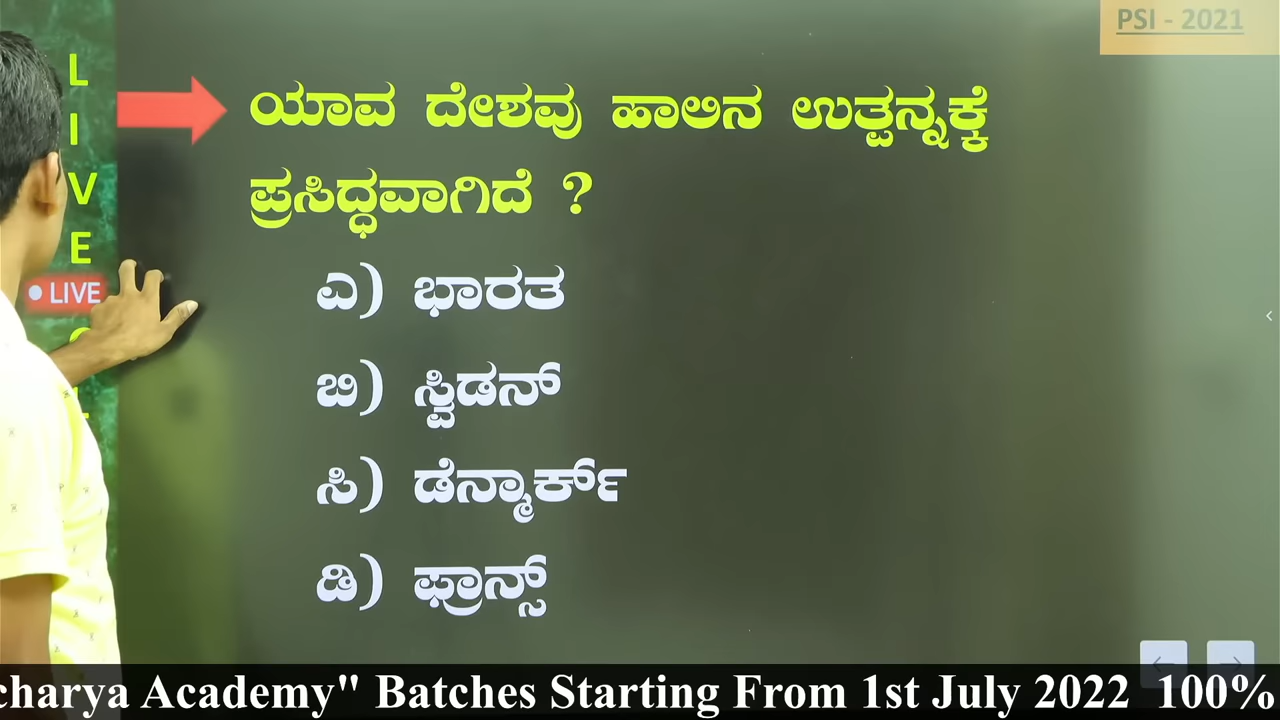 PSI - 2021
L
I
V
E
LIVE
ಯಾವ ದೇಶವು ಹಾಲಿನ ಉತ್ಪನ್ನಕ್ಕೆ
ಪ್ರಸಿದ್ಧವಾಗಿದೆ ?
ಎ) ಭಾರತ
ಬಿ) ಸ್ವಿಡನ್
ಸಿ) ಡೆನ್ಮಾರ್ಕ್
ಡಿ) ಫ್ರಾನ್ಸ್
charya Academy" Batches Starting From 1st July 2022 100%